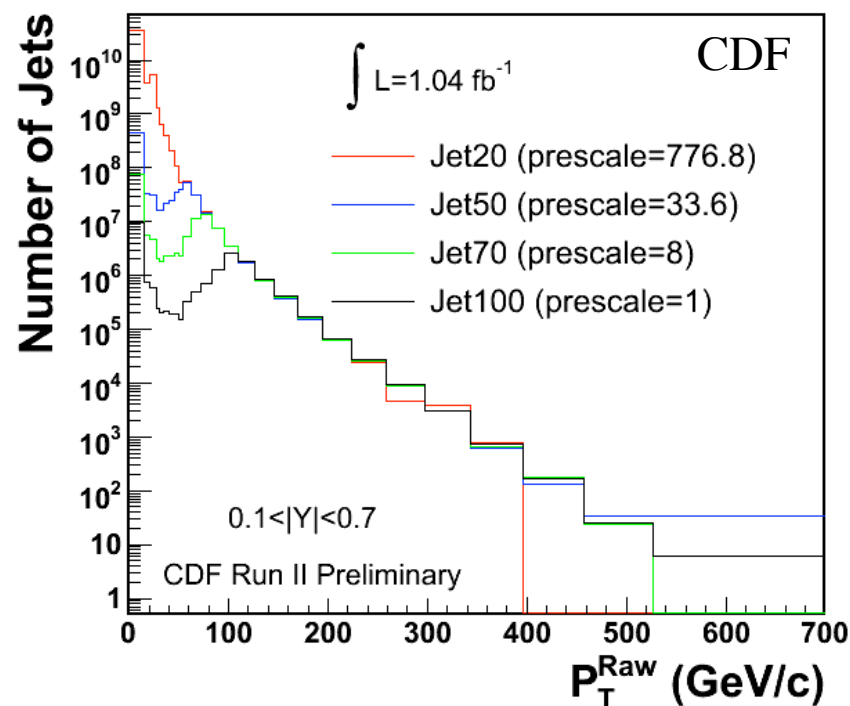 CDF
∫ L=1.04 fb⁻¹
Jet20 (prescale=776.8)
Jet50 (prescale=33.6)
Jet70 (prescale=8)
Jet100 (prescale=1)
Number of Jets
10¹⁰
10⁹
10⁸
10⁷
10⁶
10⁵
10⁴
10³
10²
10
1
0.1<|Y|<0.7
CDF Run II Preliminary
0 100 200 300 400 500 600 700
P_T^Raw (GeV/c)